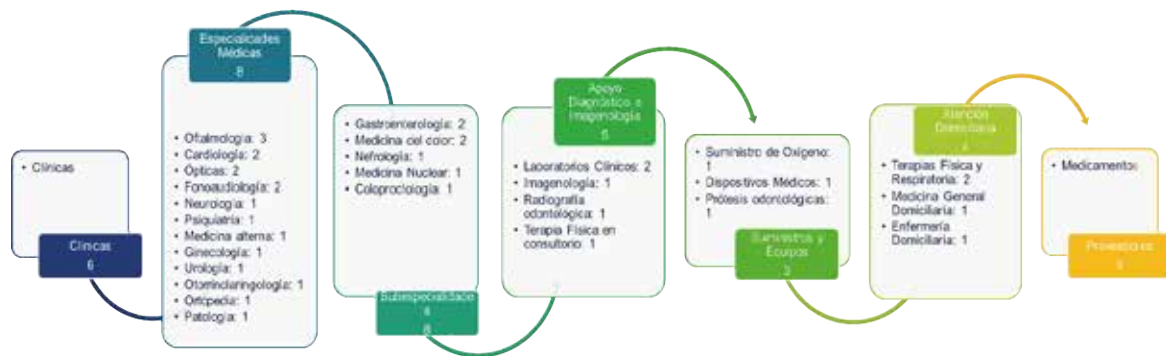 • Clínicas
Clínicas
6
Especialidades
Médicas
8
• Oftalmología: 3
• Cardiología: 2
• Opticas: 2
• Fonoaudiología: 2
• Neurología: 1
• Psiquiatría: 1
• Medicina alterna: 1
• Ginecología: 1
• Urología: 1
• Otorrinolaringología: 1
• Ortopedia: 1
• Patología: 1
• Gastroenterología: 2
• Medicina del dolor: 2
• Nefrología: 1
• Medicina Nuclear: 1
• Coloproctología: 1
Subespecialidade
s
8
Apoyo
Diagnóstico e
Imagenología
5
• Laboratorios Clínicos: 2
• Imagenología: 1
• Radiografía
odontológica: 1
• Terapia Física en
consultorio: 1
• Suministro de Oxígeno:
1
• Dispositivos Médicos: 1
• Prótesis odontológicas:
1
Suministros y
Equipos
3
Atención
Domiciliaria
4
• Terapias Física y
Respiratoria: 2
• Medicina General
Domiciliaria: 1
• Enfermería
Domiciliaria: 1
• Medicamentos
Proveedores